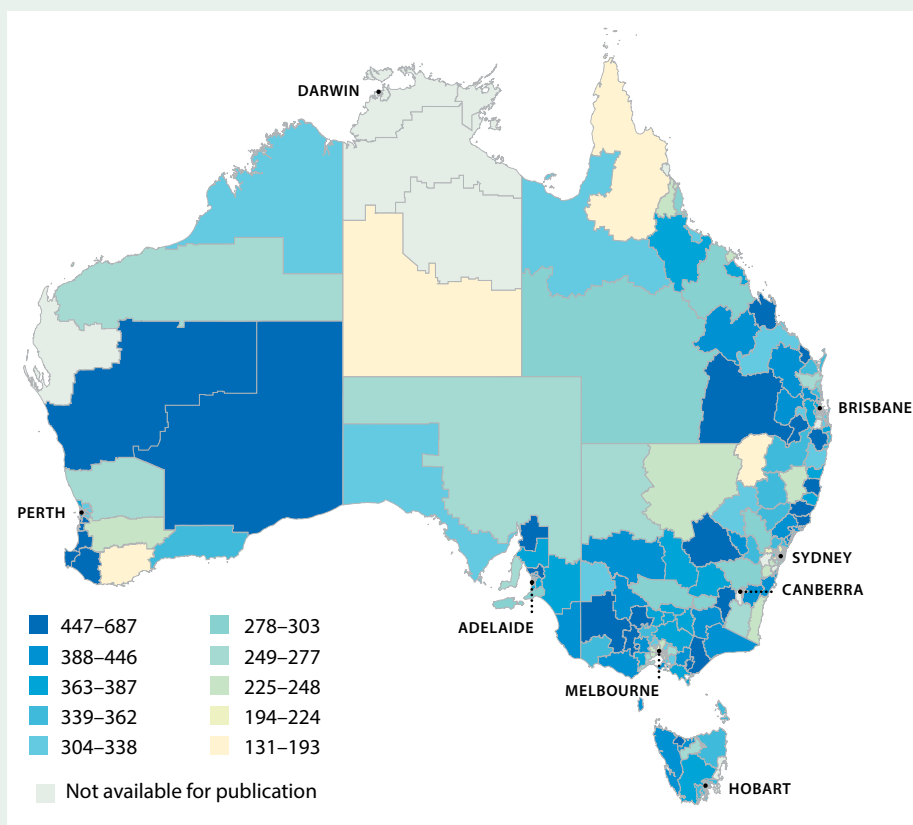 DARWIN
BRISBANE
PERTH
SYDNEY
CANBERRA
ADELAIDE
MELBOURNE
HOBART
447–687
388–446
363–387
339–362
304–338
278–303
249–277
225–248
194–224
131–193
Not available for publication